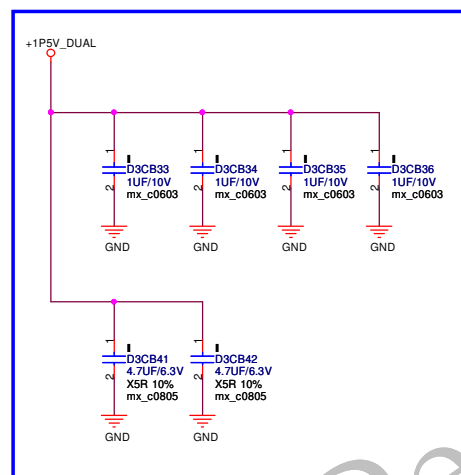 +1P5V_DUAL
1 1 1 1
I I I I
D3CB33 D3CB34 D3CB35 D3CB36
1UF/10V 1UF/10V 1UF/10V 1UF/10V
2 2 2 2
mx_c0603 mx_c0603 mx_c0603 mx_c0603
GND GND GND GND
1 1
I I
D3CB41 D3CB42
4.7UF/6.3V 4.7UF/6.3V
2 2
X5R 10% X5R 10%
mx_c0805 mx_c0805
GND GND